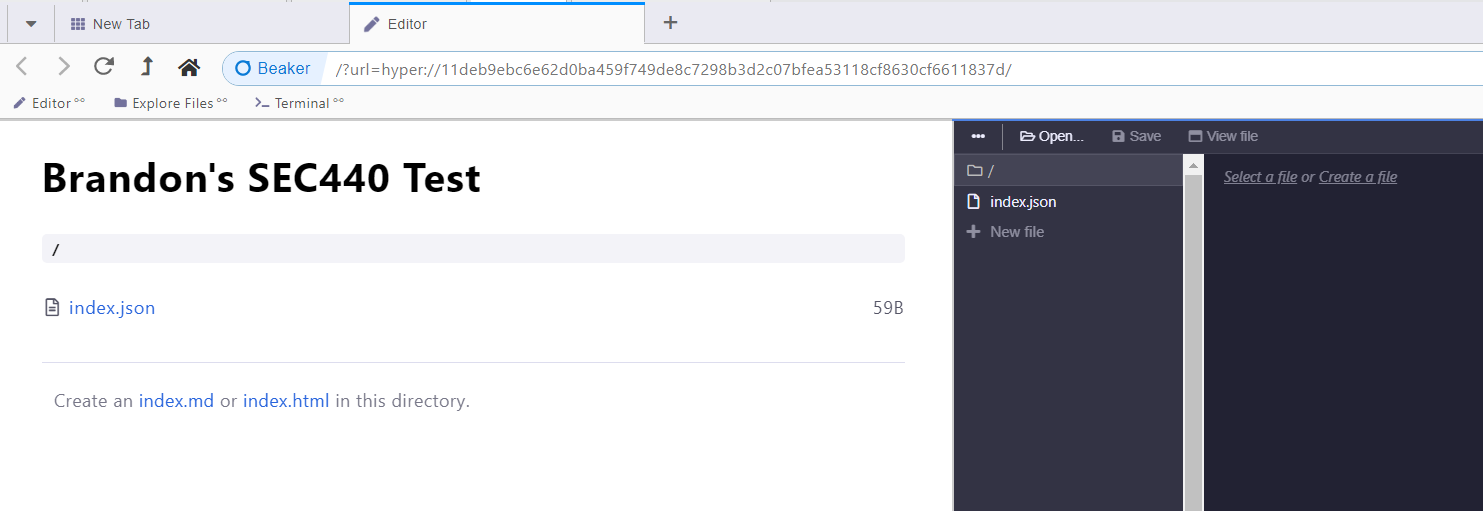 New Tab
Editor
Beaker
/?url=hyper://11deb9ebc6e62d0ba459f749de8c7298b3d2c07bfea53118cf8630cf6611837d/
Editor
Explore Files
Terminal
Brandon's SEC440 Test
/
index.json 59B
Create an index.md or index.html in this directory.
Open...
Save
View file
/
index.json
New file
Select a file or Create a file